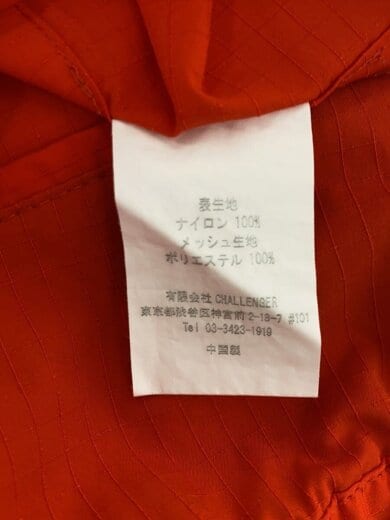 表生地
ナイロン 100%
メッシュ生地
ポリエステル 100%
有限会社 CHALLENGER
東京都渋谷区神宮前2-18-7 #101
Tel 03-3423-1919
中国製